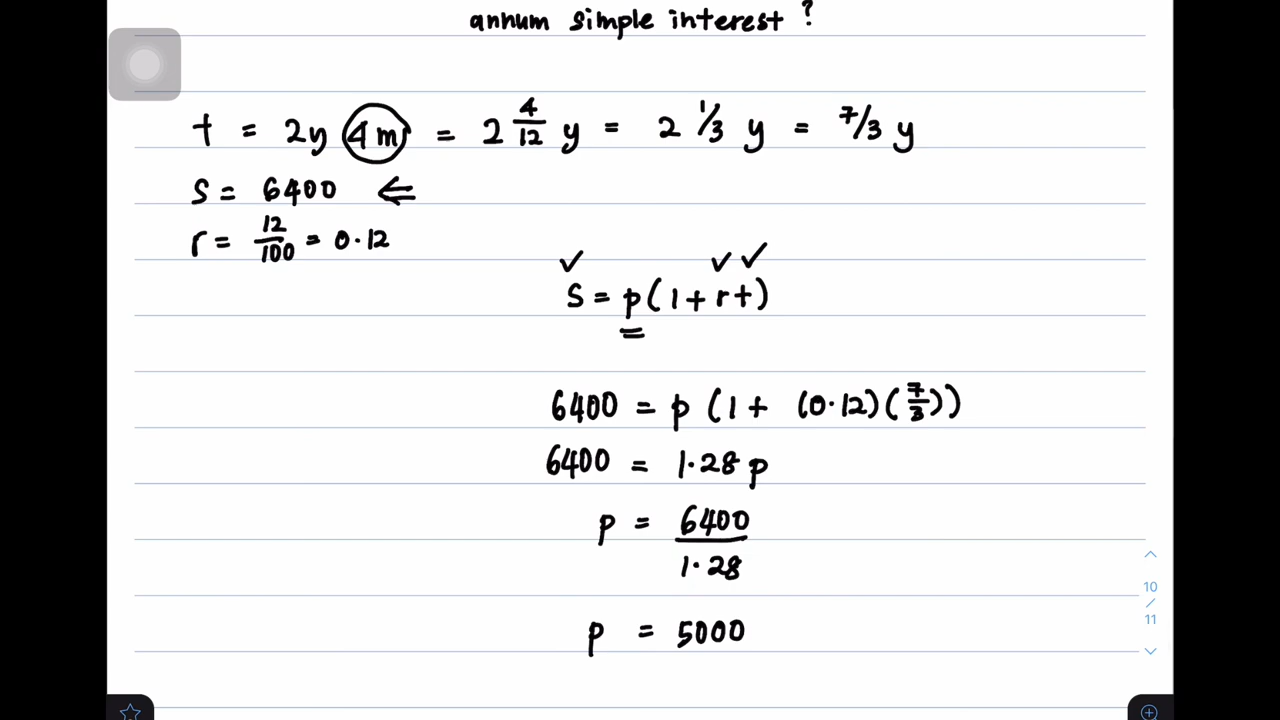 annum simple interest ?
t = 2y 4m = 2 4/12 y = 2 1/3 y = 7/3 y
S = 6400 ⇐
r = 12/100 = 0.12
✓ ✓ ✓
S = p(1 + rt)
6400 = p (1 + (0.12)(7/3))
6400 = 1.28 p
p = 6400/1.28
p = 5000
10
/
11